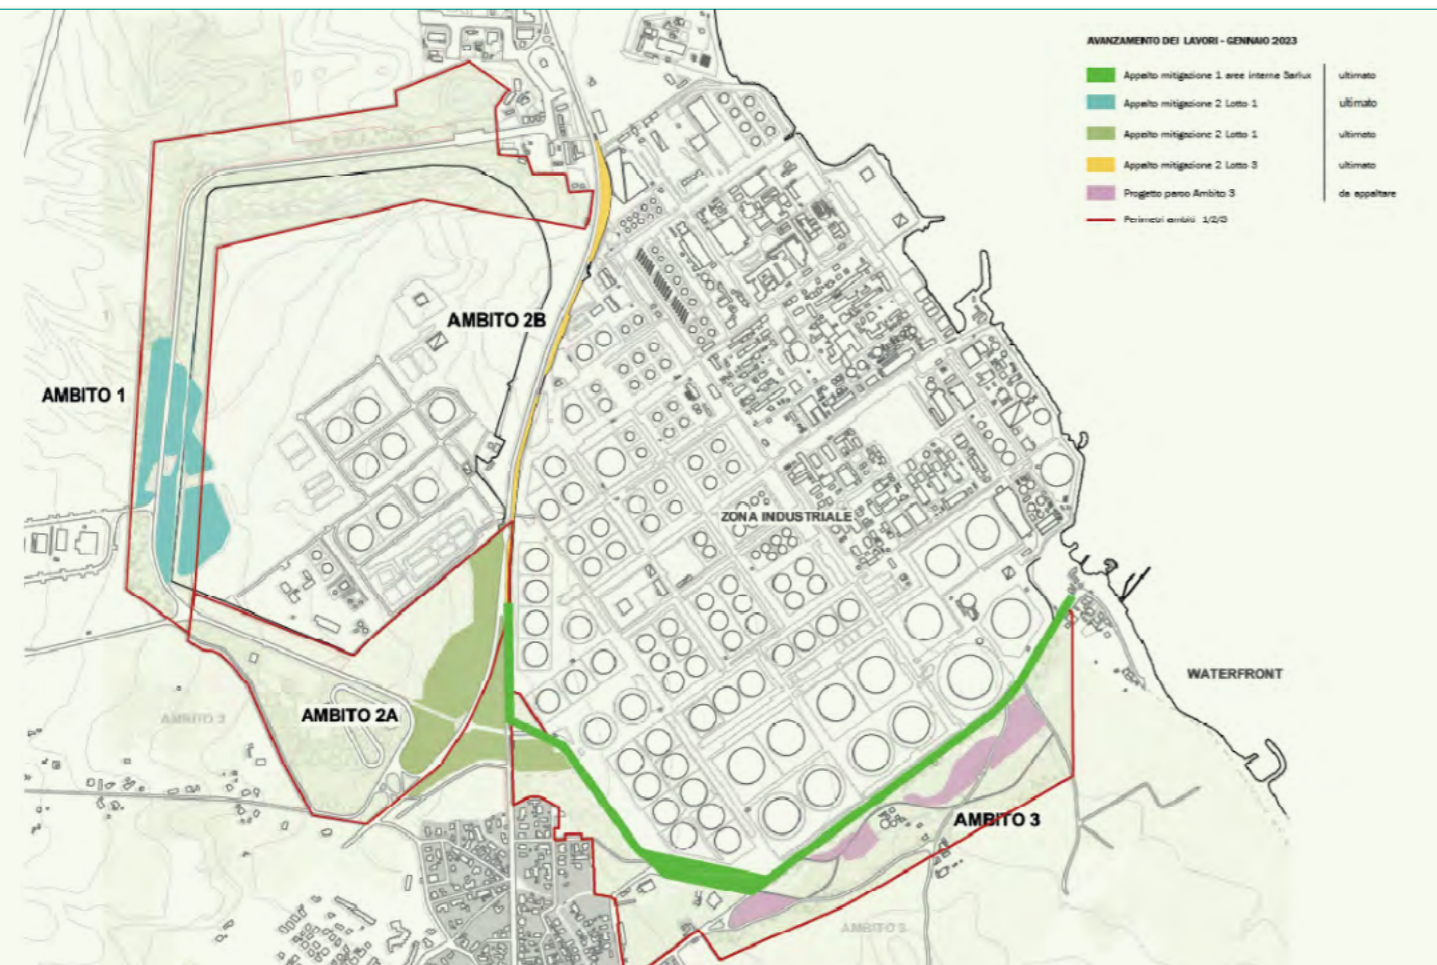 AVANZAMENTO DEI LAVORI - GENNAIO 2023
Appalto mitigazione 1 aree interne Sarlux ultimato
Appalto mitigazione 2 Lotto 1 ultimato
Appalto mitigazione 2 Lotto 1 ultimato
Appalto mitigazione 2 Lotto 3 ultimato
Progetto parco Ambito 3 da appaltare
Perimetri ambiti 1/2/3
AMBITO 2B
AMBITO 1
ZONA INDUSTRIALE
WATERFRONT
AMBITO 2A
AMBITO 3